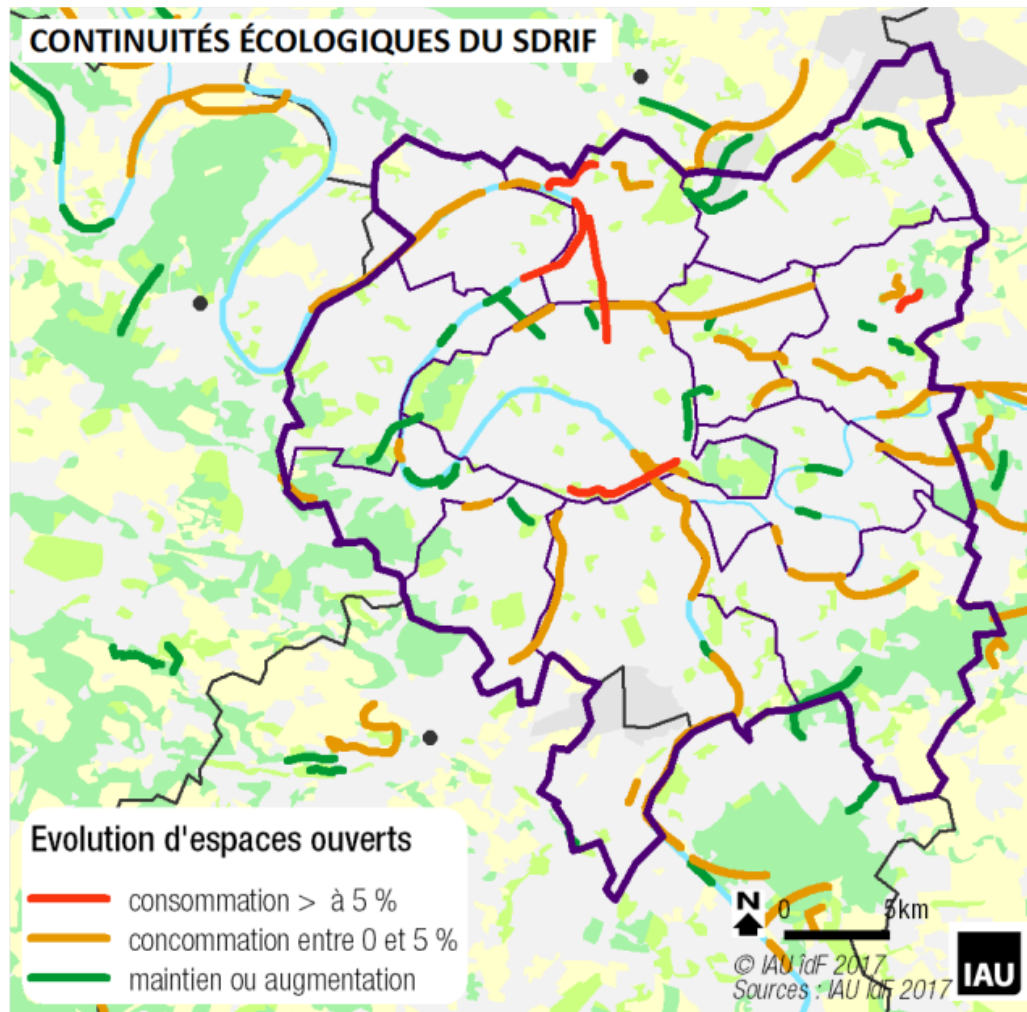 CONTINUITÉS ÉCOLOGIQUES DU SDRIF
Evolution d'espaces ouverts
consommation > à 5 %
concommation entre 0 et 5 %
maintien ou augmentation
N
0 5km
© IAU îdF 2017
Sources : IAU îdF 2017
IAU